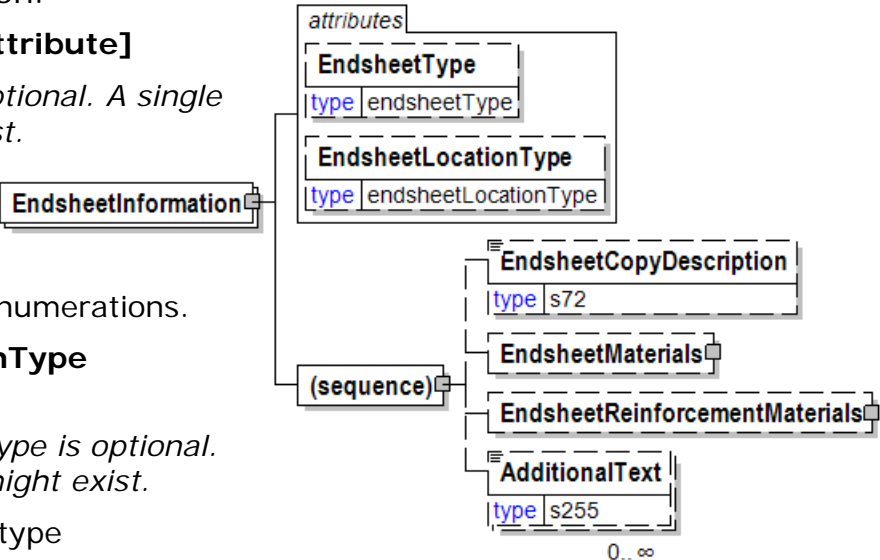 attributes
ttribute]
EndsheetType
type endsheetType
ptional. A single
st.
EndsheetLocationType
type endsheetLocationType
EndsheetInformation
EndsheetCopyDescription
type s72
numerations.
EndsheetMaterials
nType
(sequence)
EndsheetReinforcementMaterials
ype is optional.
might exist.
AdditionalText
type s255
type
0..∞